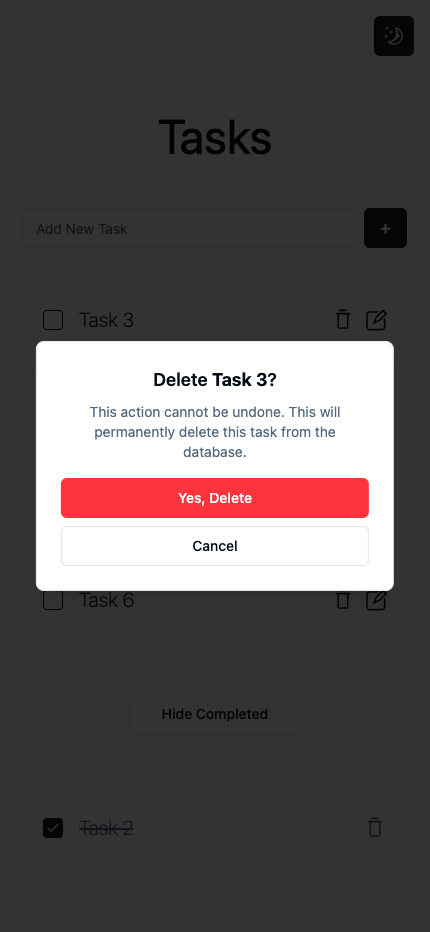 Tasks
Add New Task
+
Task 3
Delete Task 3?
This action cannot be undone. This will
permanently delete this task from the
database.
Yes, Delete
Cancel
Task 6
Hide Completed
Task 2